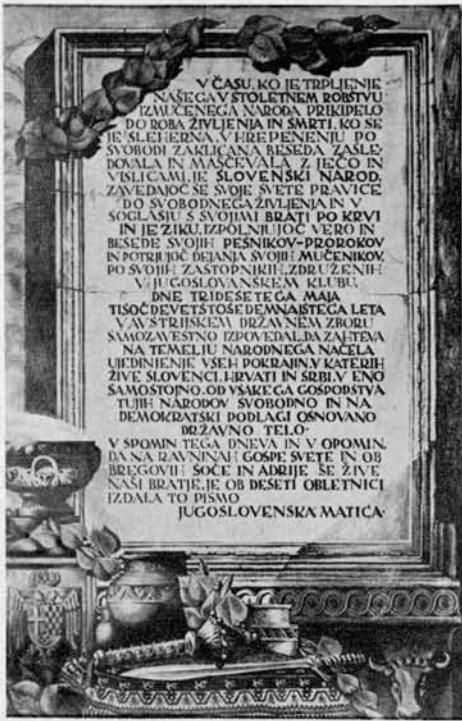 V ČASU, KO JE TRPLJENJE
NAŠEGA V STOLETNEM ROBSTVU
IZMUČENEGA NARODA PRIKIPELO
DO ROBA ŽIVLJENJA IN SMRTI, KO SE
JE SLEHERNA, V HREPENENJU PO
SVOBODI ZAKLICANA BESEDA ZASLE-
DOVALA IN MAŠČEVALA Z JEČO IN
VISLICAMI, JE SLOVENSKI NAROD,
ZAVEDAJOČ SE SVOJE SVETE PRAVICE
DO SVOBODNEGA ŽIVLJENJA IN V
SOGLASJU S SVOJIMI BRATI PO KRVI
IN JEZIKU, IZPOLNJUJOČ VERO IN
BESEDE SVOJIH PESNIKOV-PROROKOV
IN POTRJUJOČ DEJANJA SVOJIH MUČENIKOV,
PO SVOJIH ZASTOPNIKIH, ZDRUŽENIH
V JUGOSLOVANSKEM KLUBU,
DNE TRIDESETEGA MAJA
TISOČDEVETSTOSEDEMNAJSTEGA LETA
V AVSTRIJSKEM DRŽAVNEM ZBORU
SAMOZAVESTNO IZPOVEDAL, DA ZAHTEVA
NA TEMELJU NARODNEGA NAČELA
UJEDINJENJE VSEH POKRAJIN, V KATERIH
ŽIVE SLOVENCI, HRVATI IN SRBI, V ENO
SAMOSTOJNO, OD VSAKEGA GOSPODSTVA
TUJIH NARODOV SVOBODNO IN NA
DEMOKRATSKI PODLAGI OSNOVANO
DRŽAVNO TELO·
V SPOMIN TEGA DNEVA IN V OPOMIN,
DA NA RAVNINAH GOSPE SVETE IN OB
BREGOVIH SOČE IN ADRIJE ŠE ŽIVE
NAŠI BRATJE, JE OB DESETI OBLETNICI
IZDALA TO PISMO
JUGOSLOVENSKA MATICA·